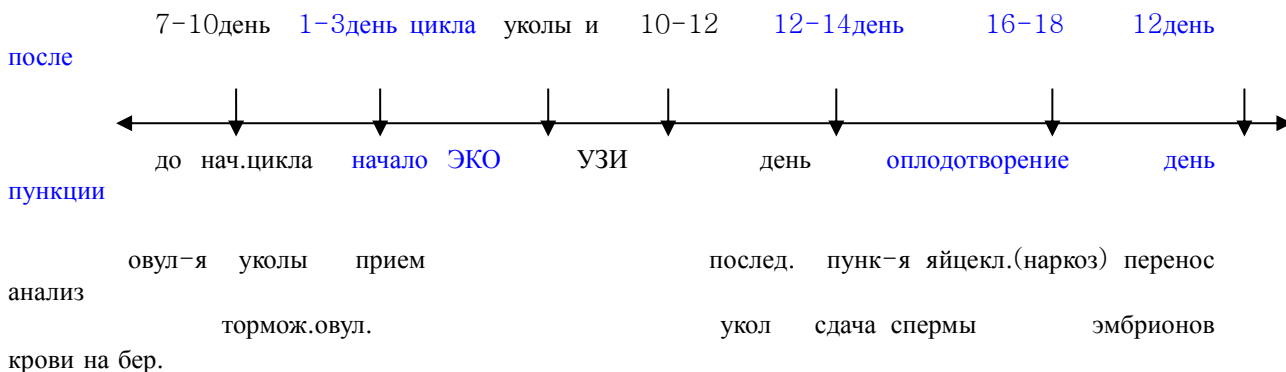 7-10день 1-3день цикла уколы и 10-12 12-14день 16-18 12день
после
до нач.цикла начало ЭКО УЗИ день оплодотворение день
пункции
овул-я уколы прием послед. пунк-я яйцекл.(наркоз) перенос
анализ
тормож.овул. укол сдача спермы эмбрионов
крови на бер.